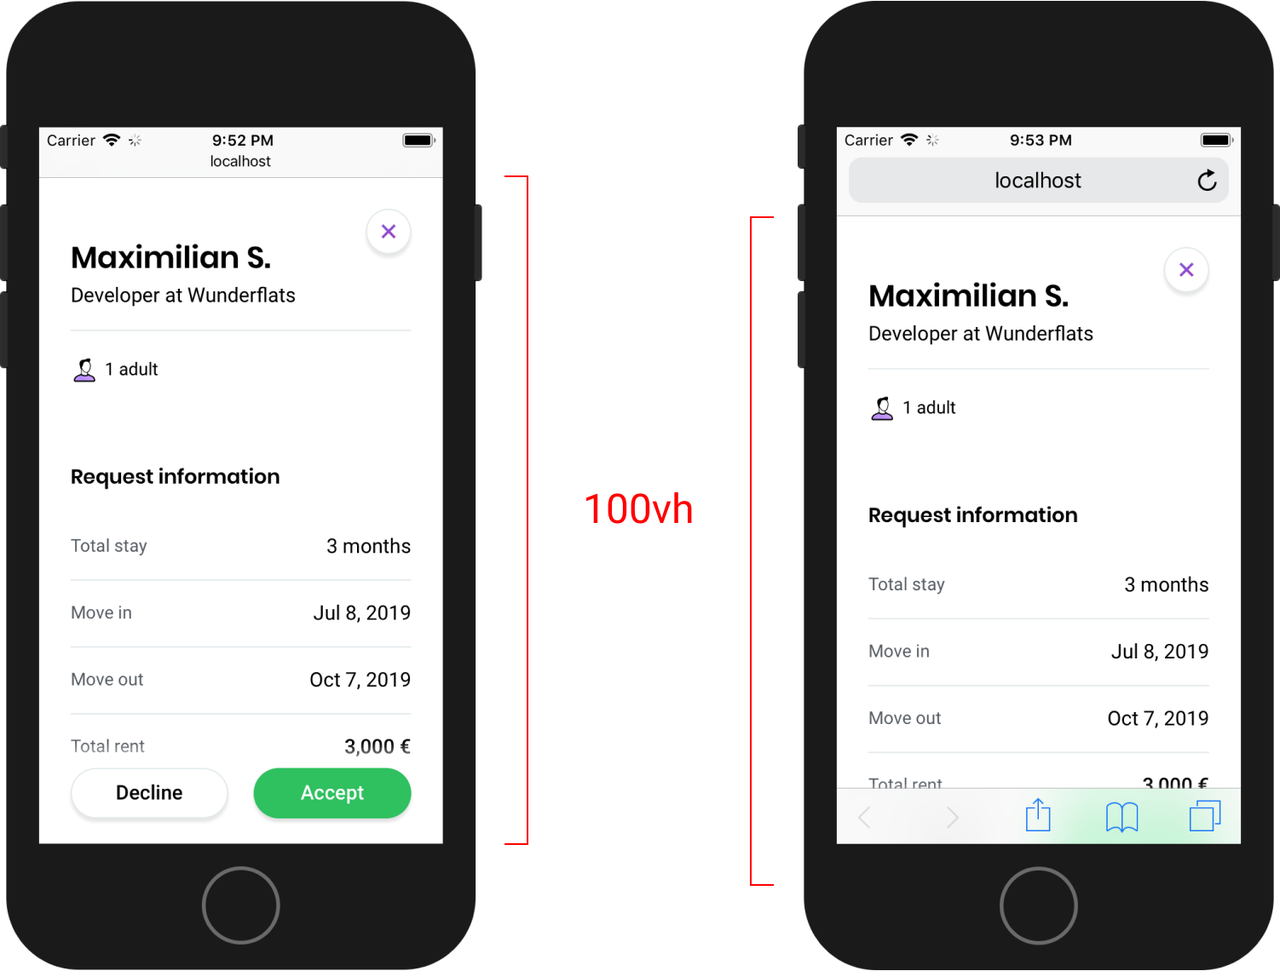 Carrier 9:52 PM
localhost
Maximilian S.
Developer at Wunderflats
1 adult
Request information
Total stay 3 months
Move in Jul 8, 2019
Move out Oct 7, 2019
Total rent 3,000 €
Decline Accept
100vh
Carrier 9:53 PM
localhost
Maximilian S.
Developer at Wunderflats
1 adult
Request information
Total stay 3 months
Move in Jul 8, 2019
Move out Oct 7, 2019
Total rent 3,000 €